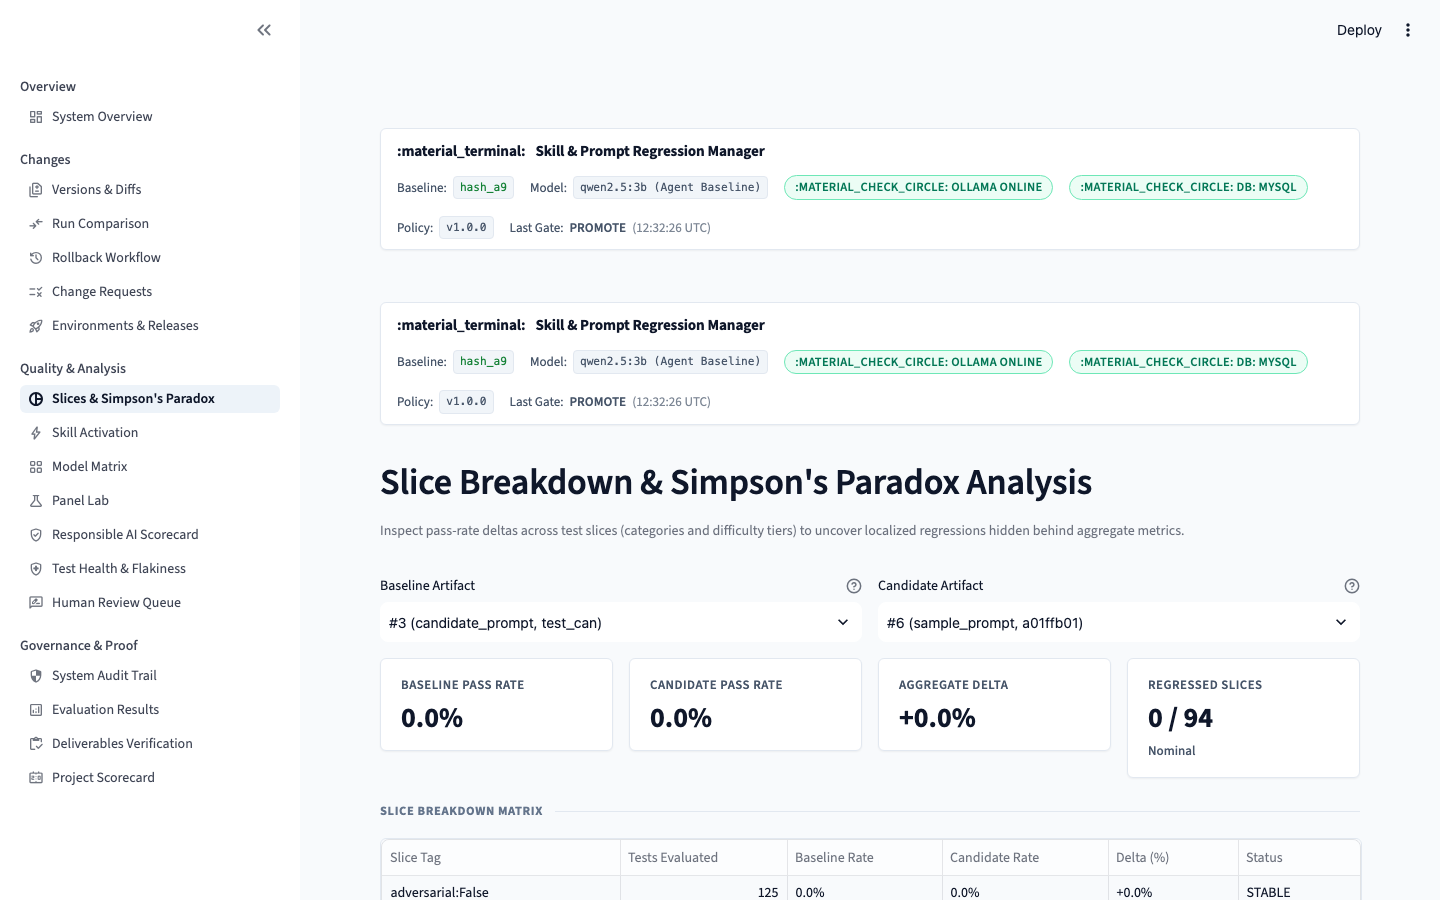 Deploy
Overview
System Overview
Changes
Versions & Diffs
Run Comparison
Rollback Workflow
Change Requests
Environments & Releases
Quality & Analysis
Slices & Simpson's Paradox
Skill Activation
Model Matrix
Panel Lab
Responsible AI Scorecard
Test Health & Flakiness
Human Review Queue
Governance & Proof
System Audit Trail
Evaluation Results
Deliverables Verification
Project Scorecard
:material_terminal: Skill & Prompt Regression Manager
Baseline: hash_a9 Model: qwen2.5:3b (Agent Baseline) :MATERIAL_CHECK_CIRCLE: OLLAMA ONLINE :MATERIAL_CHECK_CIRCLE: DB: MYSQL
Policy: v1.0.0 Last Gate: PROMOTE (12:32:26 UTC)
:material_terminal: Skill & Prompt Regression Manager
Baseline: hash_a9 Model: qwen2.5:3b (Agent Baseline) :MATERIAL_CHECK_CIRCLE: OLLAMA ONLINE :MATERIAL_CHECK_CIRCLE: DB: MYSQL
Policy: v1.0.0 Last Gate: PROMOTE (12:32:26 UTC)
Slice Breakdown & Simpson's Paradox Analysis
Inspect pass-rate deltas across test slices (categories and difficulty tiers) to uncover localized regressions hidden behind aggregate metrics.
Baseline Artifact
#3 (candidate_prompt, test_can)
Candidate Artifact
#6 (sample_prompt, a01ffb01)
BASELINE PASS RATE
0.0%
CANDIDATE PASS RATE
0.0%
AGGREGATE DELTA
+0.0%
REGRESSED SLICES
0 / 94
Nominal
SLICE BREAKDOWN MATRIX
Slice Tag Tests Evaluated Baseline Rate Candidate Rate Delta (%) Status
adversarial:False 125 0.0% 0.0% +0.0% STABLE